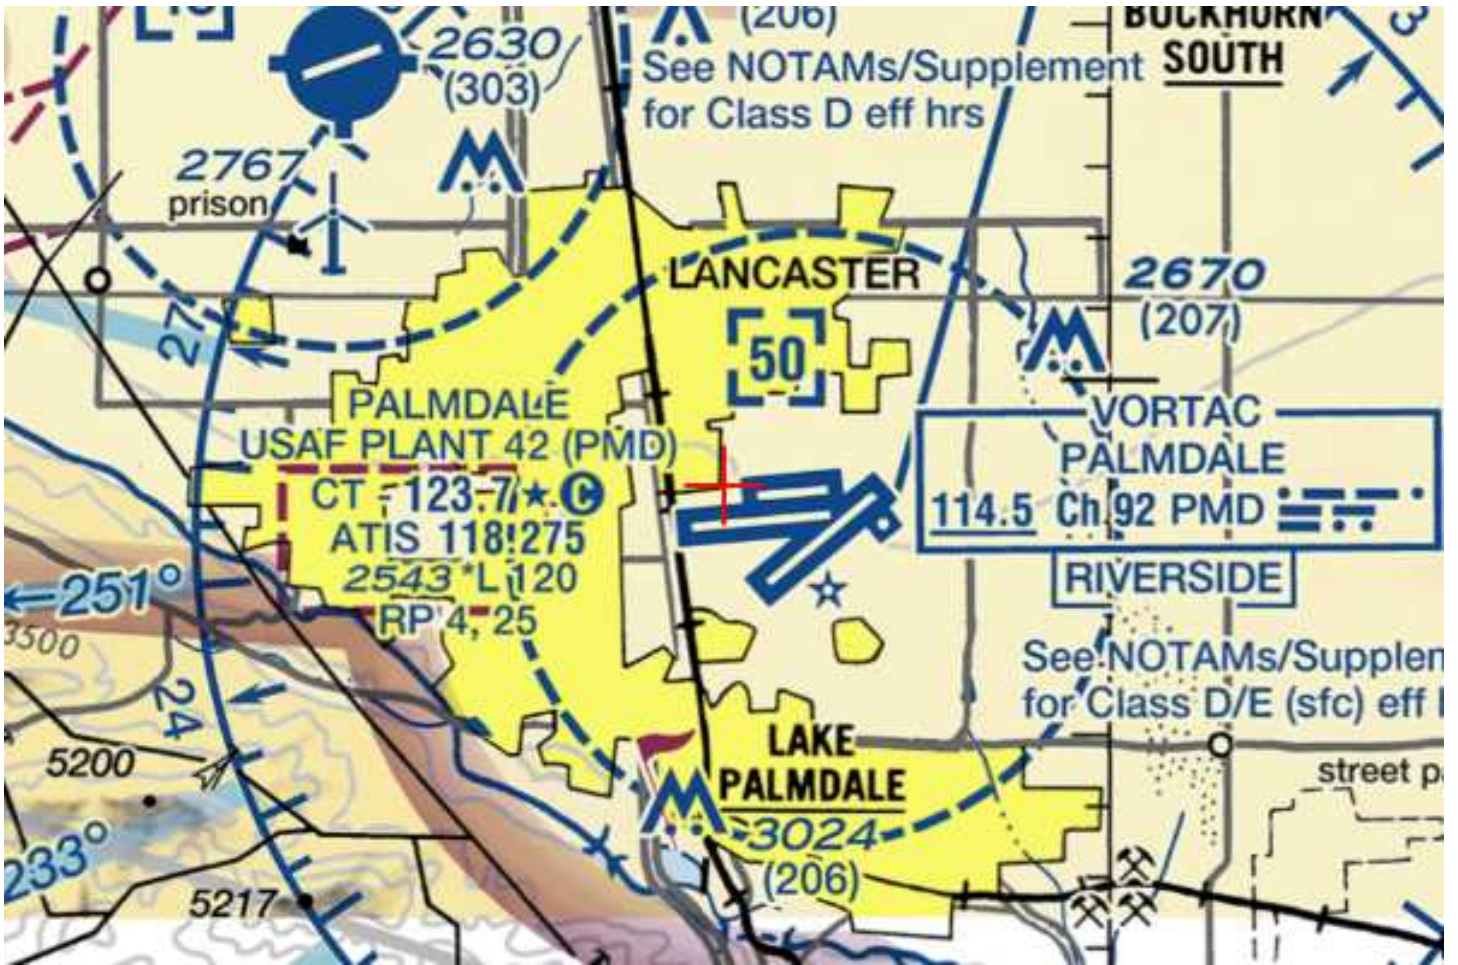 (206)
BUCKHORN
SOUTH
3
2630
(303)
See NOTAMs/Supplement
for Class D eff hrs
2767
prison
LANCASTER
2670
(207)
27
50
PALMDALE
USAF PLANT 42 (PMD)
CT - 123.7 ★ C
ATIS 118.275
2543 *L 120
RP 4, 25
VORTAC
PALMDALE
114.5 Ch 92 PMD
RIVERSIDE
251°
3500
See NOTAMs/Supplem
for Class D/E (sfc) eff
24
5200
LAKE
PALMDALE
street pa
3024
(206)
233°
5217